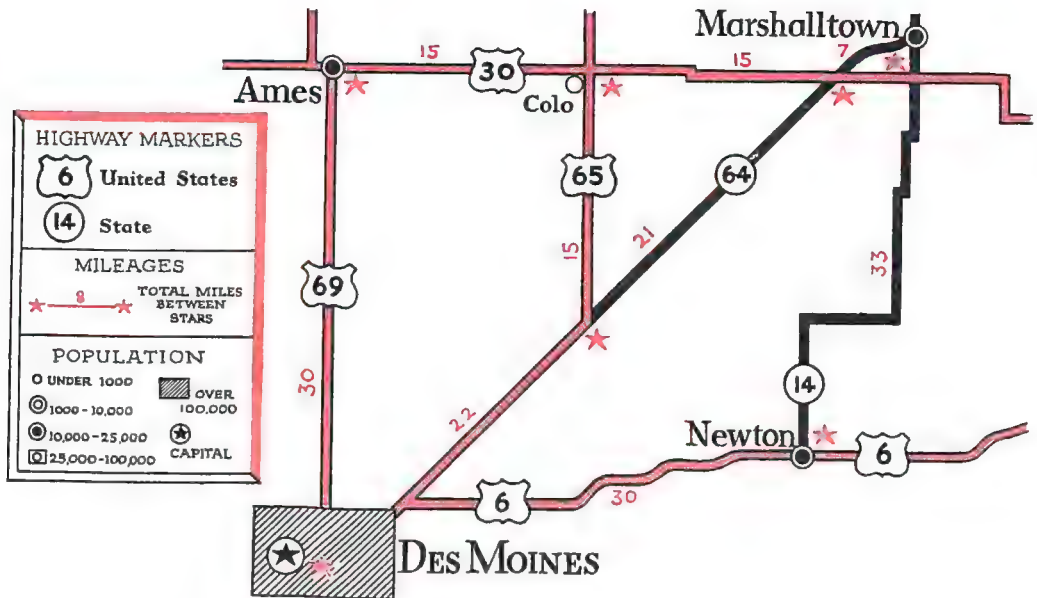 Marshalltown
7
15
30
15
Ames
Colo
HIGHWAY MARKERS
6 United States
14 State
MILEAGES
8
TOTAL MILES
BETWEEN
STARS
POPULATION
UNDER 1000
1000-10,000
10,000-25,000
25,000-100,000
OVER
100,000
CAPITAL
65
64
21
15
33
69
30
22
14
Newton
6
6
30
DES MOINES